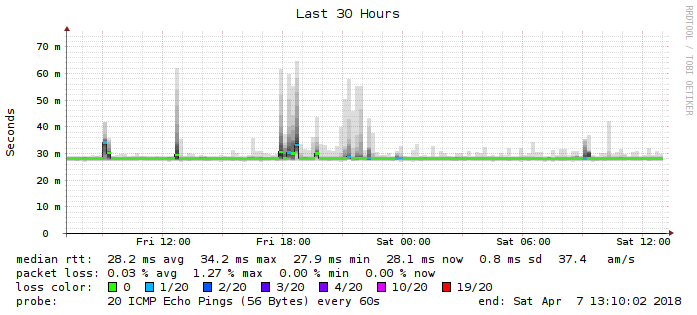 Last 30 Hours
RRDTOOL / TOBI OETIKER
Seconds
70 m
60 m
50 m
40 m
30 m
20 m
10 m
0
Fri 12:00 Fri 18:00 Sat 00:00 Sat 06:00 Sat 12:00
median rtt: 28.2 ms avg 34.2 ms max 27.9 ms min 28.1 ms now 0.8 ms sd 37.4 am/s
packet loss: 0.03 % avg 1.27 % max 0.00 % min 0.00 % now
loss color: 0 1/20 2/20 3/20 4/20 10/20 19/20
probe: 20 ICMP Echo Pings (56 Bytes) every 60s end: Sat Apr 7 13:10:02 2018